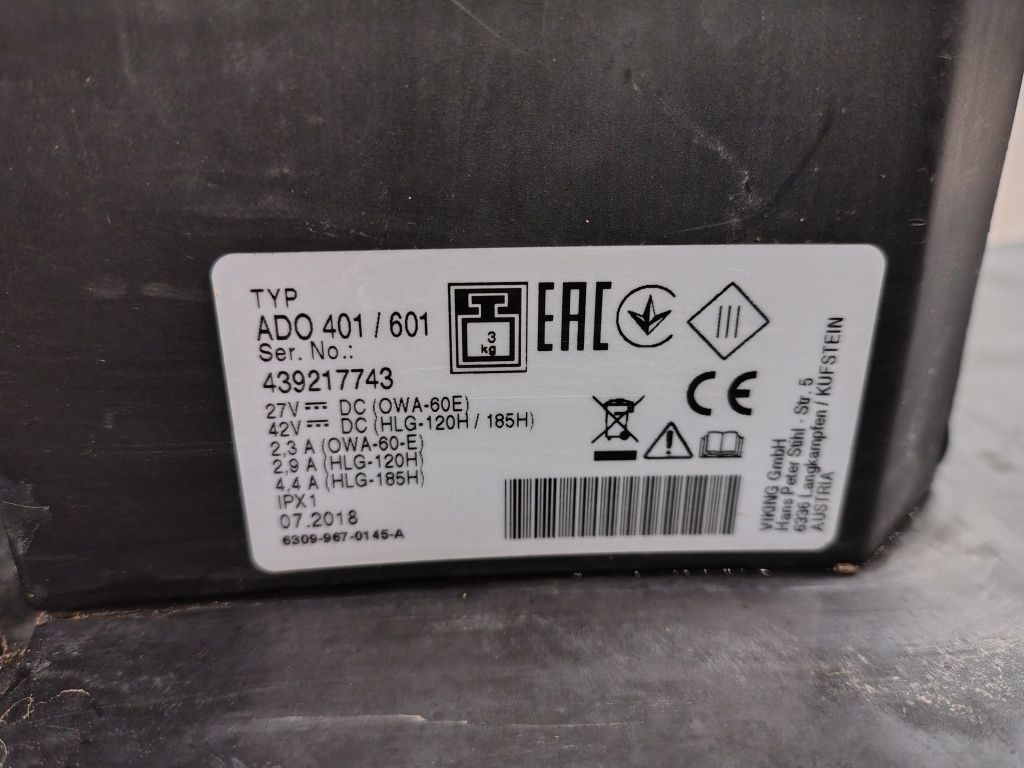 TYP
ADO 401 / 601
Ser. No.:
439217743
27V DC (OWA-60E)
42V DC (HLG-120H / 185H)
2,3 A (OWA-60-E)
2,9 A (HLG-120H)
4,4 A (HLG-185H)
IPX1
07.2018
6309-967-0145-A
3
kg
EAC
III
CE
VIKING GmbH
Hans Peter Stihl - Str. 5
6336 Langkampfen / KUFSTEIN
AUSTRIA